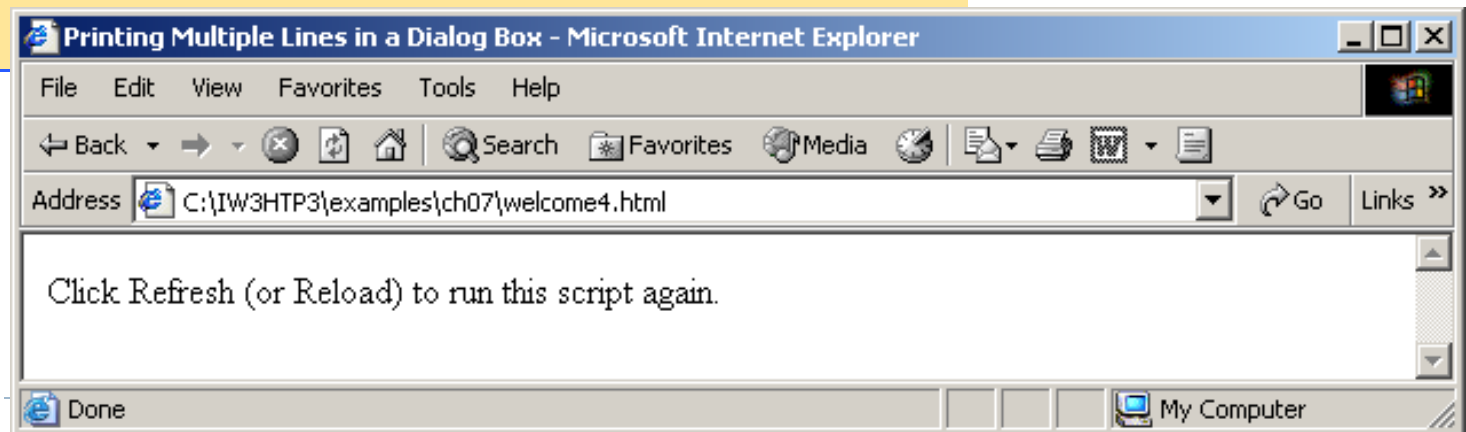 Printing Multiple Lines in a Dialog Box - Microsoft Internet Explorer
File Edit View Favorites Tools Help
Back Search Favorites Media W
Address C:\IW3HTP3\examples\ch07\welcome4.html Go Links »
Click Refresh (or Reload) to run this script again.
Done My Computer